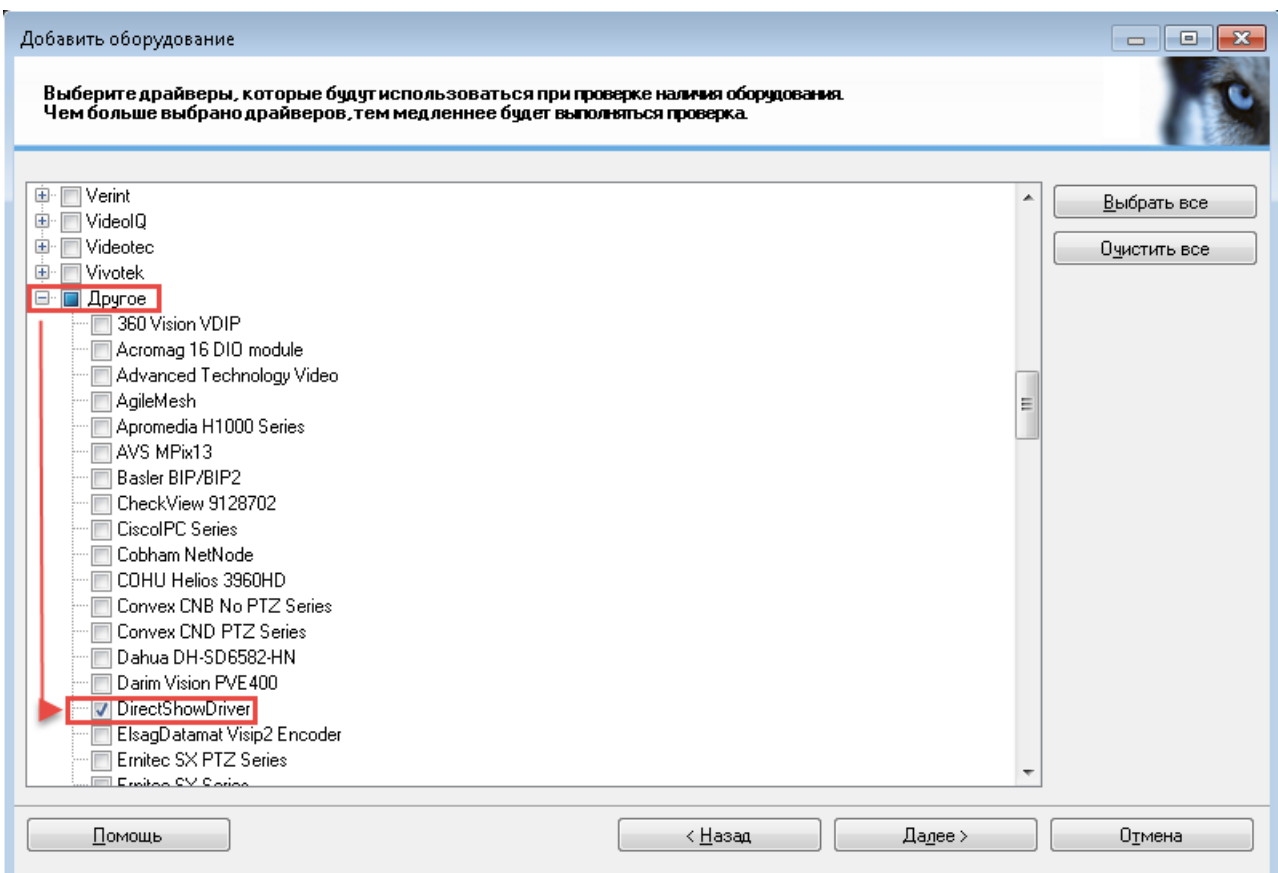 Добавить оборудование
Выберите драйверы, которые будут использоваться при проверке наличия оборудования.
Чем больше выбрано драйверов, тем медленнее будет выполняться проверка.
Verint
VideoIQ
Videotec
Vivotek
Другое
360 Vision VDIP
Acromag 16 DIO module
Advanced Technology Video
AgileMesh
Apromedia H1000 Series
AVS MPix13
Basler BIP/BIP2
CheckView 9128702
CiscoIPC Series
Cobham NetNode
COHU Helios 3960HD
Convex CNB No PTZ Series
Convex CND PTZ Series
Dahua DH-SD6582-HN
Darim Vision PVE400
DirectShowDriver
ElsagDatamat Visip2 Encoder
Ernitec SX PTZ Series
Ernitec SX Series
Выбрать все
Очистить все
Помощь
< Назад
Далее >
Отмена